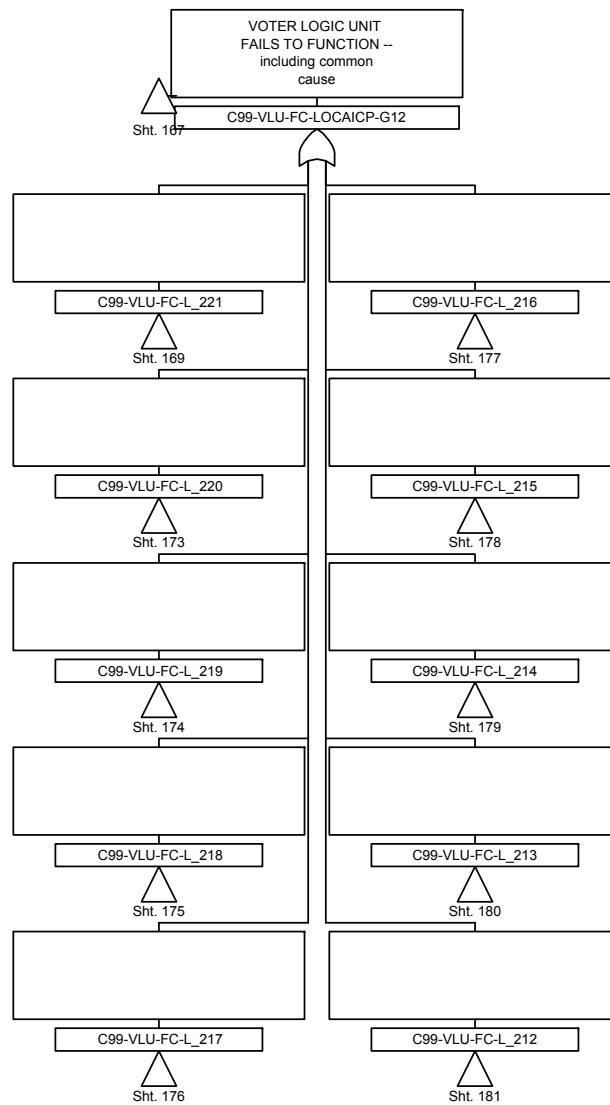 VOTER LOGIC UNIT
FAILS TO FUNCTION --
including common
cause
Sht. 167
C99-VLU-FC-LOCAICP-G12
C99-VLU-FC-L_221
Sht. 169
C99-VLU-FC-L_216
Sht. 177
C99-VLU-FC-L_220
Sht. 173
C99-VLU-FC-L_215
Sht. 178
C99-VLU-FC-L_219
Sht. 174
C99-VLU-FC-L_214
Sht. 179
C99-VLU-FC-L_218
Sht. 175
C99-VLU-FC-L_213
Sht. 180
C99-VLU-FC-L_217
Sht. 176
C99-VLU-FC-L_212
Sht. 181